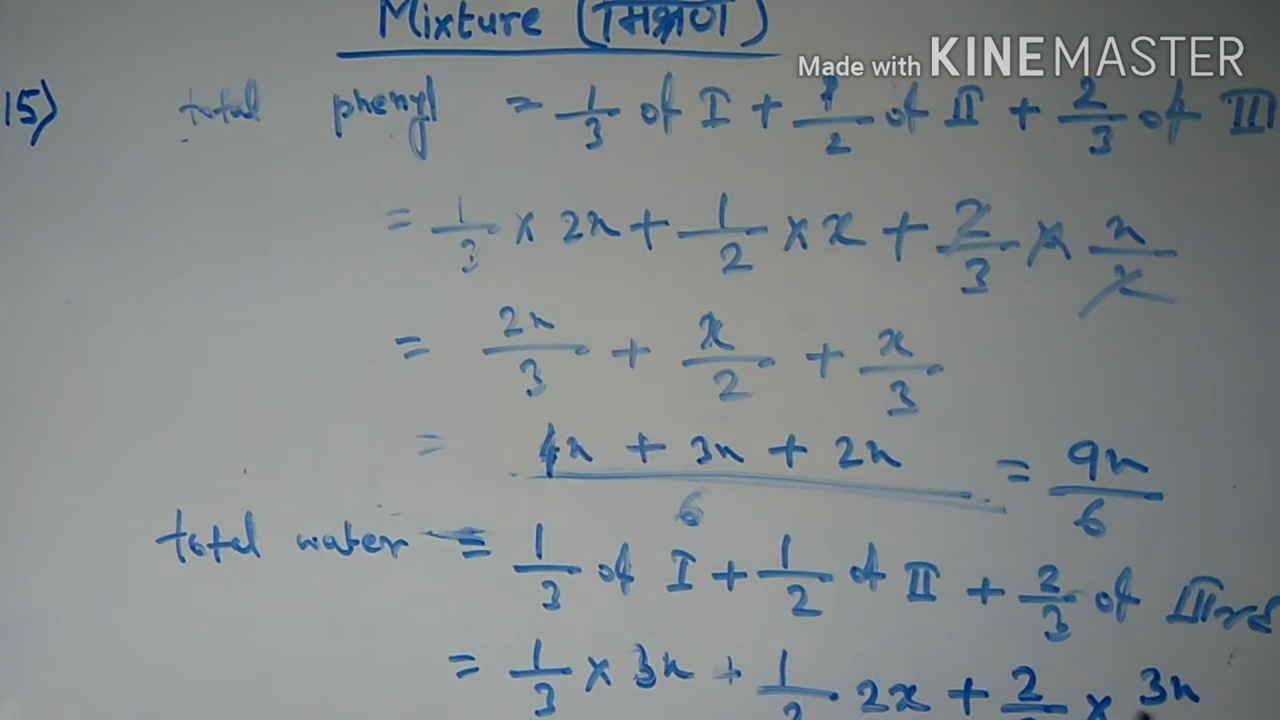 Mixture (मिश्रण)
Made with KINEMASTER
15) total phenyl = 1/3 of I + 1/2 of II + 2/3 of III
= 1/3 × 2x + 1/2 × x + 2/3 × x/2
= 2x/3 + x/2 + x/3
= 4x + 3x + 2x / 6 = 9x/6
total water = 1/3 of I + 1/2 of II + 2/3 of IIIrd
= 1/3 × 3x + 1/2 2x + 2/ × 3x